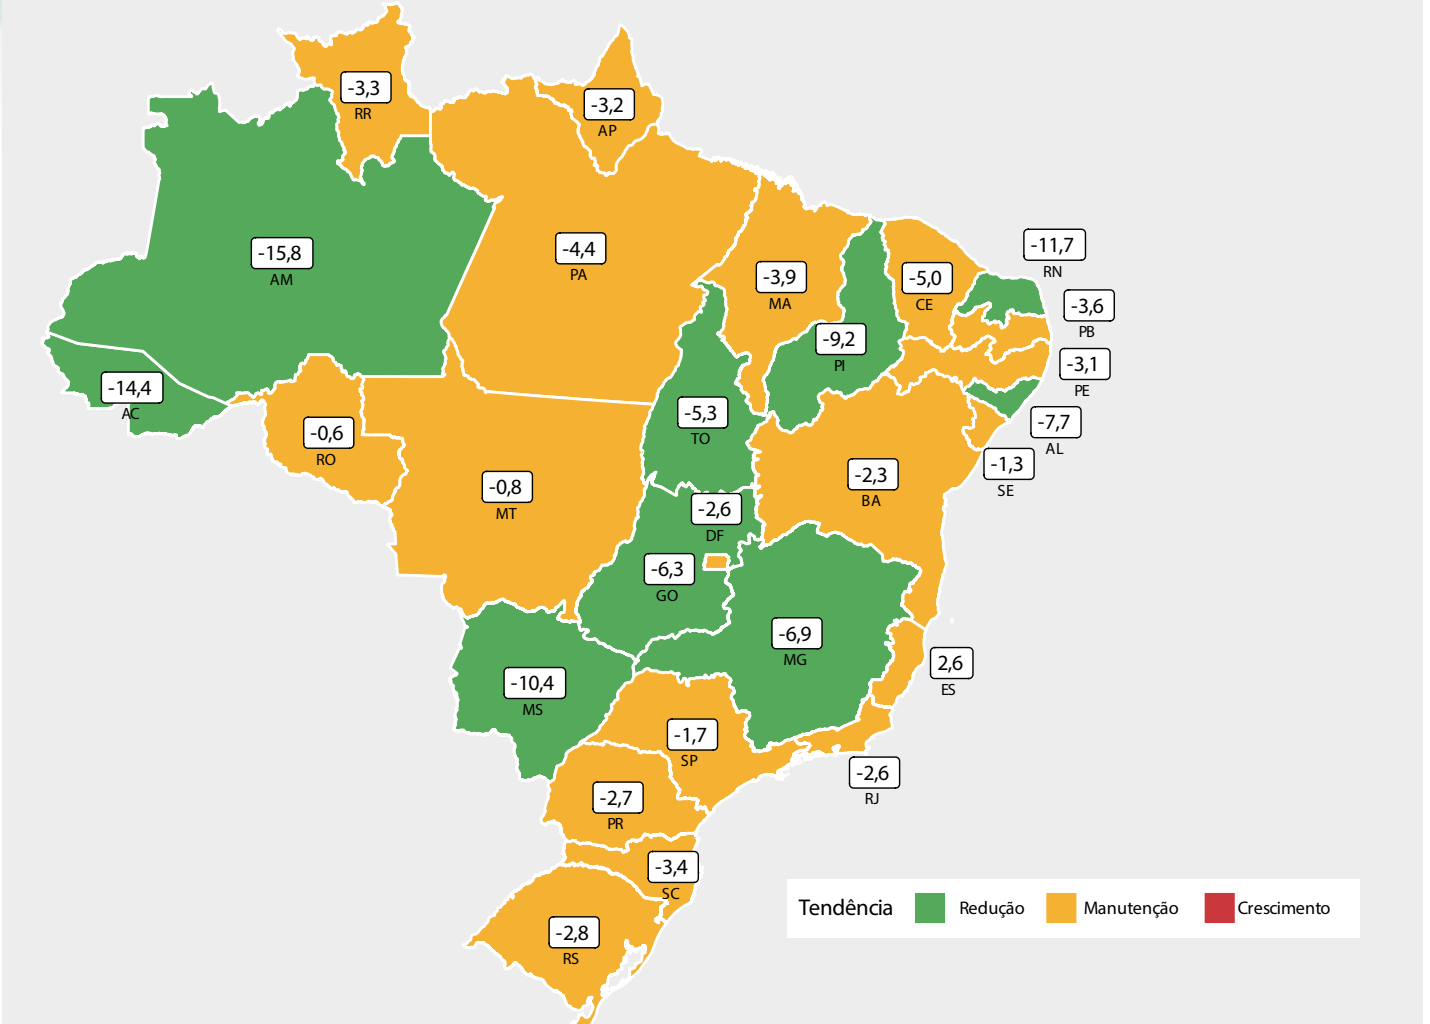 -3,3
RR
-3,2
AP
-15,8
AM
-4,4
PA
-3,9
MA
-5,0
CE
-11,7
RN
-3,6
PB
-9,2
PI
-3,1
PE
-14,4
AC
-5,3
TO
-7,7
AL
-0,6
RO
-1,3
SE
-0,8
MT
-2,3
BA
-2,6
DF
-6,3
GO
-6,9
MG
2,6
ES
-10,4
MS
-1,7
SP
-2,6
RJ
-2,7
PR
-3,4
SC
-2,8
RS
Tendência Redução Manutenção Crescimento